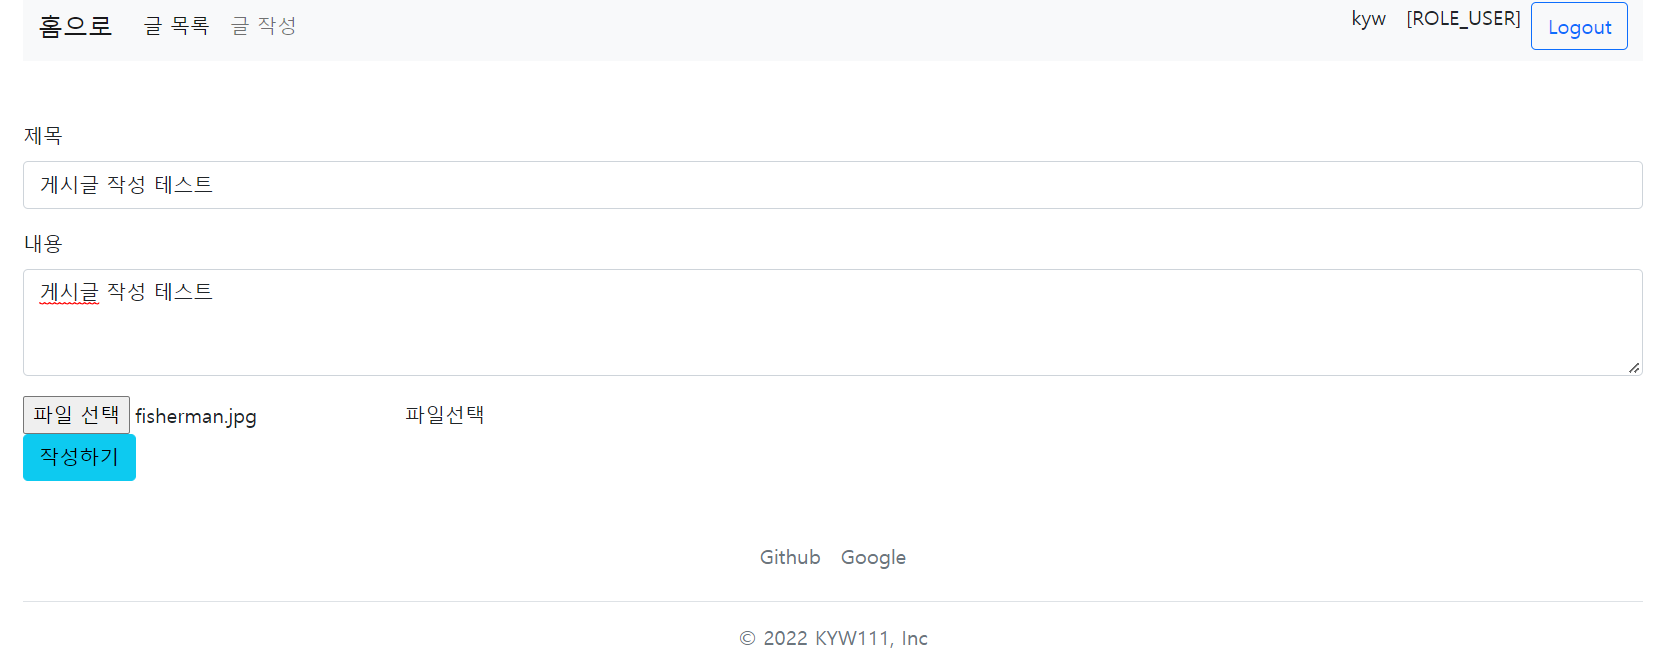 홈으로 글 목록 글 작성 kyw [ROLE_USER] Logout
제목
게시글 작성 테스트
내용
게시글 작성 테스트
파일 선택 fisherman.jpg 파일선택
작성하기
Github Google
© 2022 KYW111, Inc